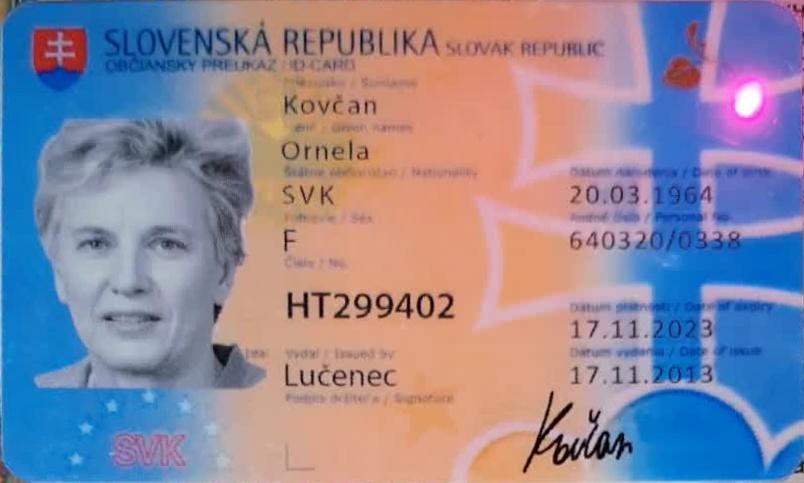 SLOVENSKÁ REPUBLIKA SLOVAK REPUBLIC
OBČIANSKY PREUKAZ / ID-CARD
Priezvisko / Surname
Kovčan
Meno / Given names
Ornela
Štátne občianstvo / Nationality
SVK
Dátum narodenia / Date of birth
20.03.1964
Pohlavie / Sex
F
Rodné číslo / Personal No.
640320/0338
Číslo / No.
HT299402
Dátum platnosti / Date of expiry
17.11.2023
Vydal / Issued by
Lučenec
Dátum vydania / Date of issue
17.11.2013
Podpis držiteľa / Signature
Kovčan
SVK